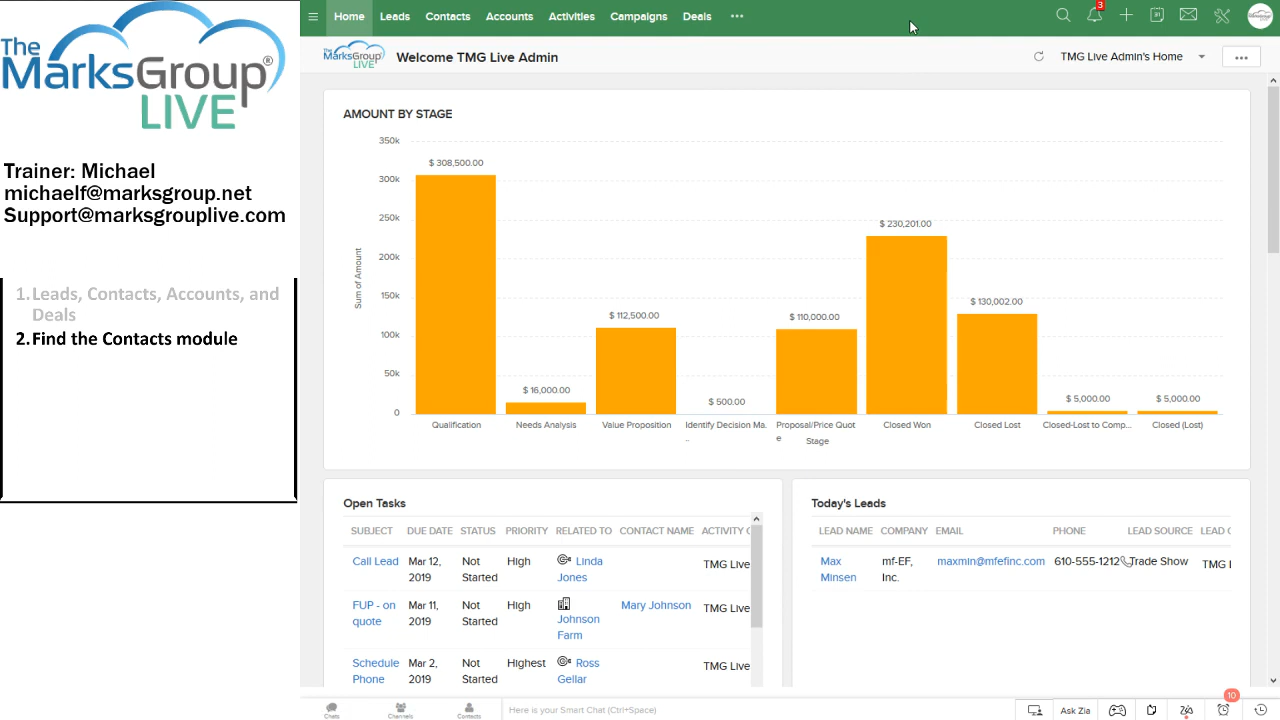 The
MarksGroup®
LIVE
Trainer: Michael
michaelf@marksgroup.net
Support@marksgrouplive.com
1. Leads, Contacts, Accounts, and
Deals
2. Find the Contacts module
Home Leads Contacts Accounts Activities Campaigns Deals ••• 3 31
The MarksGroup LIVE Welcome TMG Live Admin TMG Live Admin's Home •••
AMOUNT BY STAGE
350k
300k
250k
200k
150k
100k
50k
0
Sum of Amount
$ 308,500.00
$ 16,000.00
$ 112,500.00
$ 500.00
$ 110,000.00
$ 230,201.00
$ 130,002.00
$ 5,000.00
$ 5,000.00
Qualification Needs Analysis Value Proposition Identify Decision Ma... Proposal/Price Quote Closed Won Closed Lost Closed-Lost to Comp... Closed (Lost)
Stage
Open Tasks
SUBJECT DUE DATE STATUS PRIORITY RELATED TO CONTACT NAME ACTIVITY
Call Lead Mar 12, 2019 Not Started High Linda Jones TMG Live
FUP - on quote Mar 11, 2019 Not Started High Johnson Farm Mary Johnson TMG Live
Schedule Phone Mar 2, 2019 Not Started Highest Ross Gellar TMG Live
Today's Leads
LEAD NAME COMPANY EMAIL PHONE LEAD SOURCE LEAD
Max Minsen mf-EF, Inc. maxmin@mfefinc.com 610-555-1212 Trade Show TMG
Chats Channels Contacts Here is your Smart Chat (Ctrl+Space) Ask Zia 10